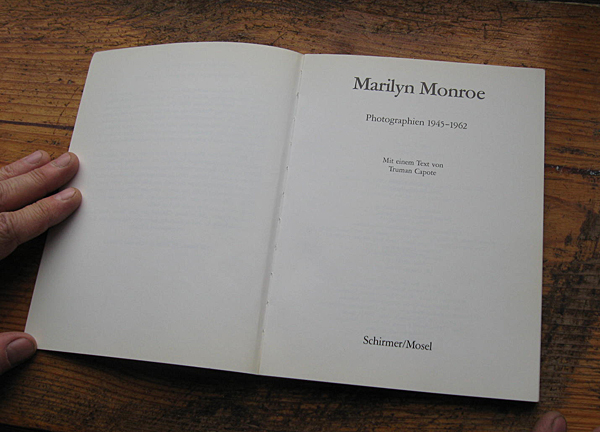 Marilyn Monroe
Photographien 1945–1962
Mit einem Text von
Truman Capote
Schirmer/Mosel